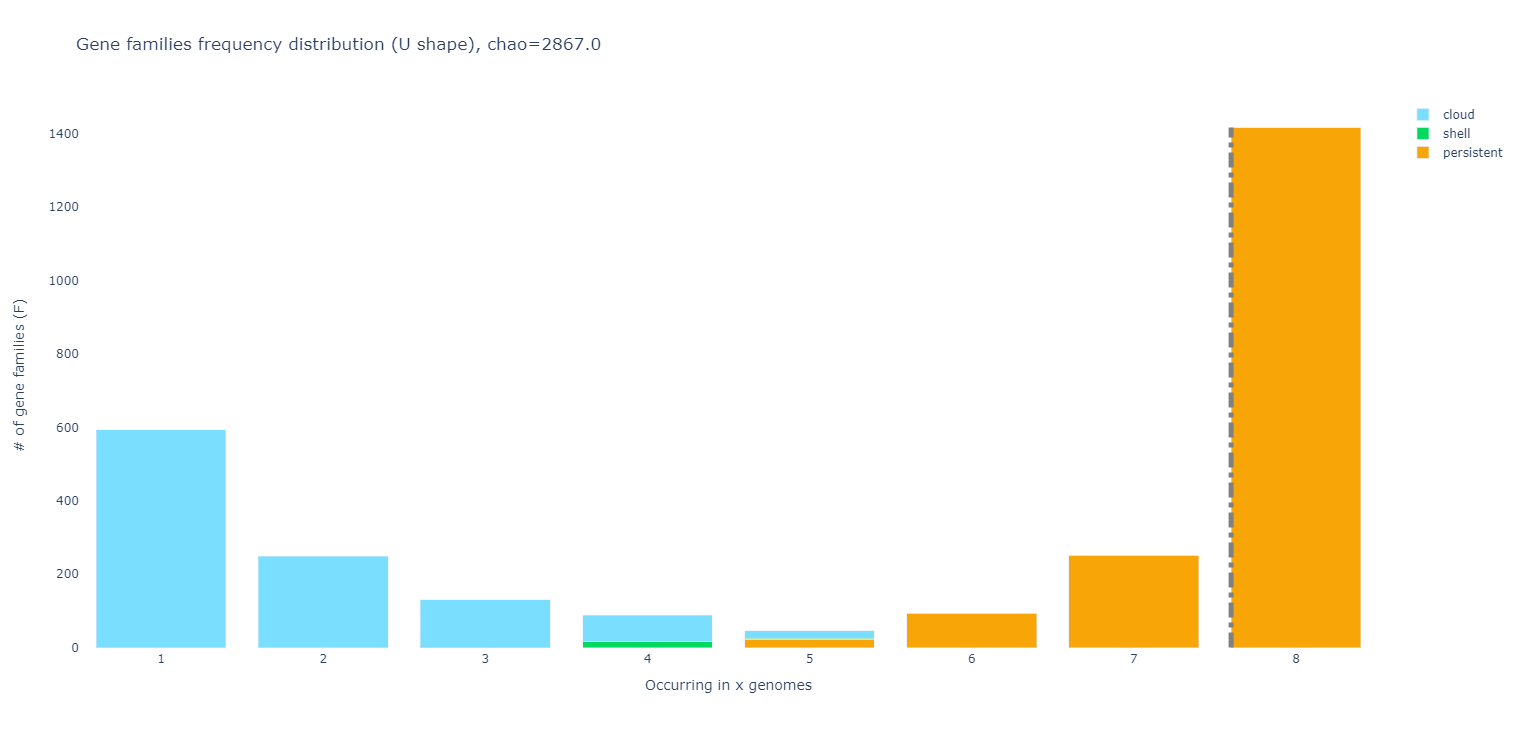 Gene families frequency distribution (U shape), chao=2867.0
cloud
shell
persistent
# of gene families (F)
1400
1200
1000
800
600
400
200
0
1 2 3 4 5 6 7 8
Occurring in x genomes